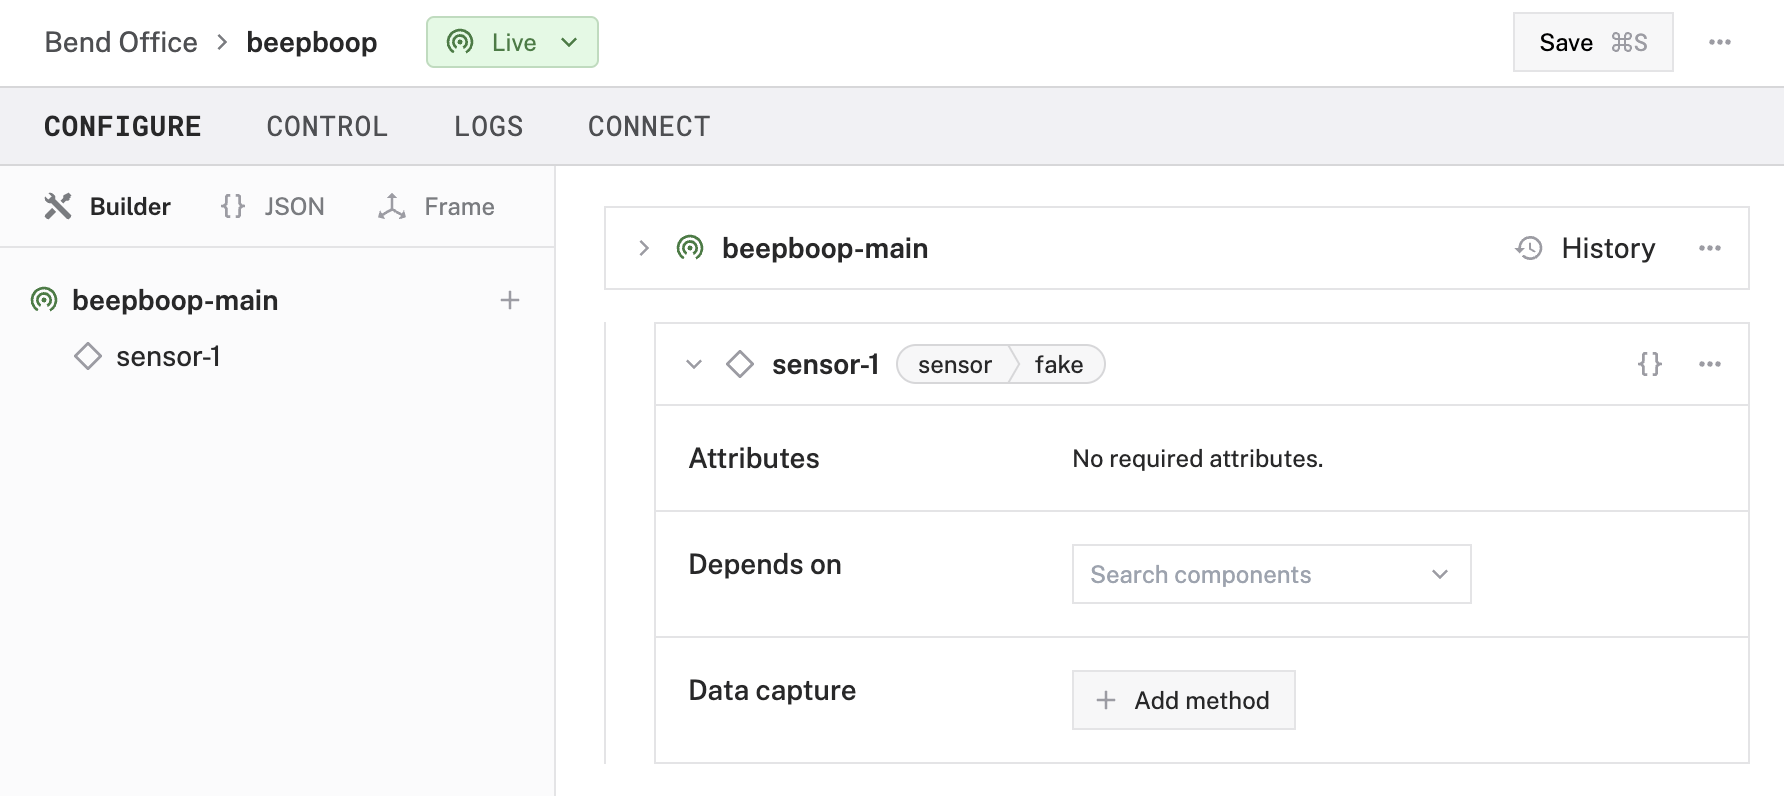 Bend Office > beepboop Live Save ⌘S ...
CONFIGURE CONTROL LOGS CONNECT
Builder {} JSON Frame
beepboop-main +
sensor-1
beepboop-main History ...
sensor-1 sensor fake {} ...
Attributes No required attributes.
Depends on Search components
Data capture + Add method